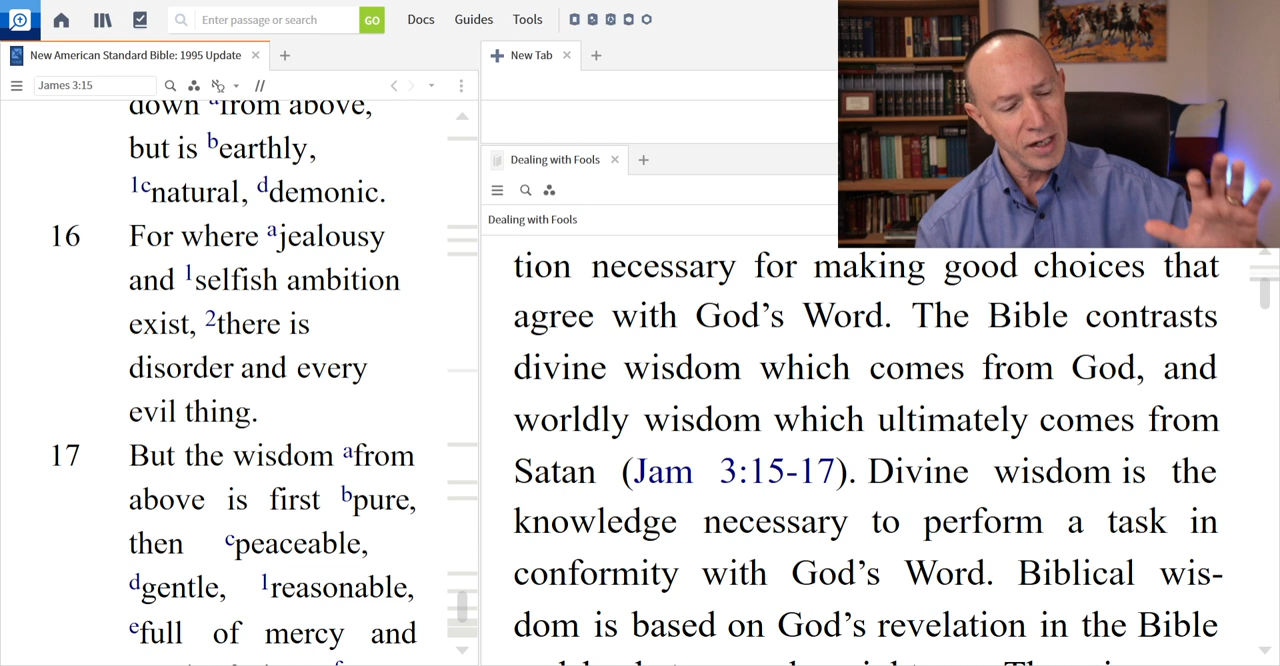 Enter passage or search
GO
Docs
Guides
Tools
New American Standard Bible: 1995 Update
James 3:15
down afrom above,
but is bearthly,
1cnatural, ddemonic.
16 For where ajealousy
and 1selfish ambition
exist, 2there is
disorder and every
evil thing.
17 But the wisdom afrom
above is first bpure,
then cpeaceable,
dgentle, 1reasonable,
efull of mercy and
New Tab
Dealing with Fools
Dealing with Fools
tion necessary for making good choices that
agree with God’s Word. The Bible contrasts
divine wisdom which comes from God, and
worldly wisdom which ultimately comes from
Satan (Jam 3:15-17). Divine wisdom is the
knowledge necessary to perform a task in
conformity with God’s Word. Biblical wis-
dom is based on God’s revelation in the Bible